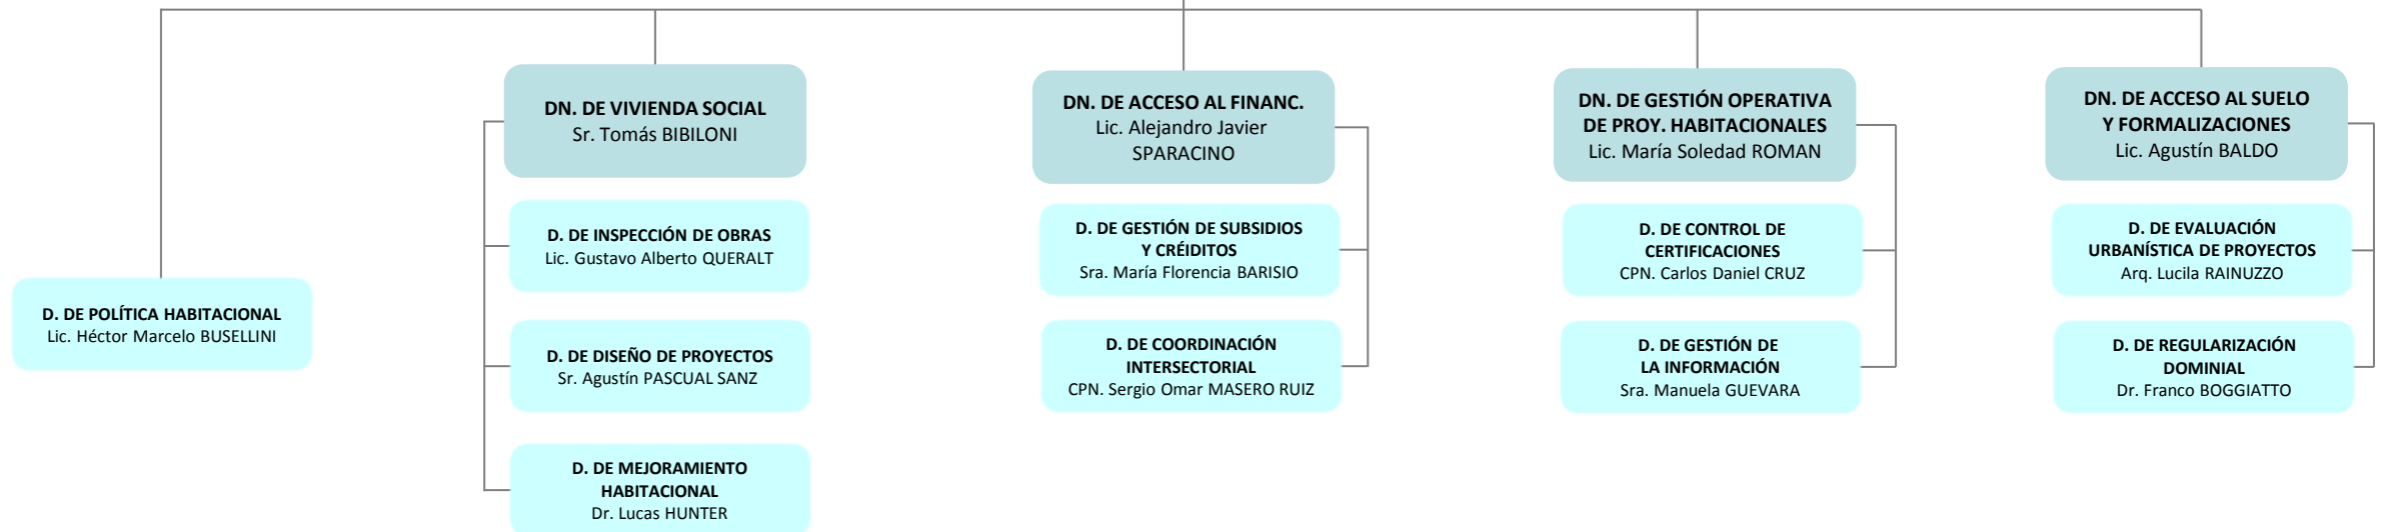 D. DE POLÍTICA HABITACIONAL
Lic. Héctor Marcelo BUSELLINI
DN. DE VIVIENDA SOCIAL
Sr. Tomás BIBILONI
D. DE INSPECCIÓN DE OBRAS
Lic. Gustavo Alberto QUERALT
D. DE DISEÑO DE PROYECTOS
Sr. Agustín PASCUAL SANZ
D. DE MEJORAMIENTO
HABITACIONAL
Dr. Lucas HUNTER
DN. DE ACCESO AL FINANC.
Lic. Alejandro Javier
SPARACINO
D. DE GESTIÓN DE SUBSIDIOS
Y CRÉDITOS
Sra. María Florencia BARISIO
D. DE COORDINACIÓN
INTERSECTORIAL
CPN. Sergio Omar MASERO RUIZ
DN. DE GESTIÓN OPERATIVA
DE PROY. HABITACIONALES
Lic. María Soledad ROMAN
D. DE CONTROL DE
CERTIFICACIONES
CPN. Carlos Daniel CRUZ
D. DE GESTIÓN DE
LA INFORMACIÓN
Sra. Manuela GUEVARA
DN. DE ACCESO AL SUELO
Y FORMALIZACIONES
Lic. Agustín BALDO
D. DE EVALUACIÓN
URBANÍSTICA DE PROYECTOS
Arq. Lucila RAINUZZO
D. DE REGULARIZACIÓN
DOMINIAL
Dr. Franco BOGGIATTO